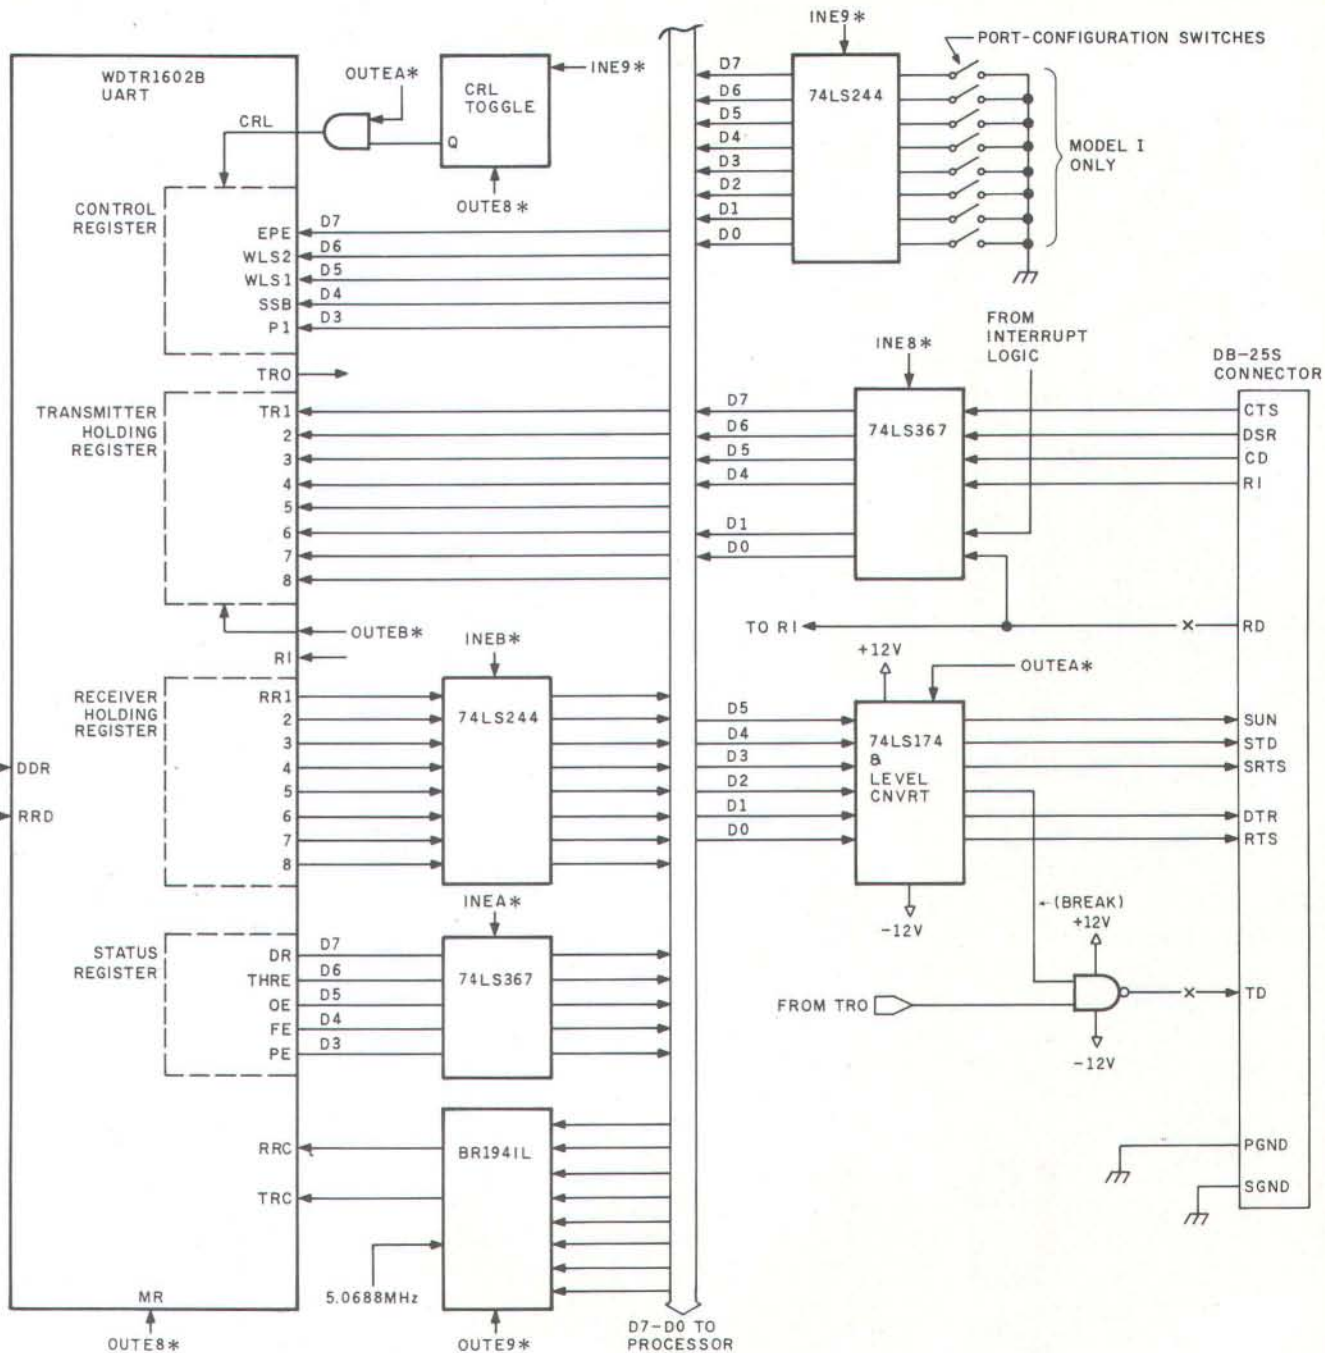 WDTR1602B
UART
CRL
OUTEA*
CRL
TOGGLE
Q
INE9*
OUTE8*
CONTROL
REGISTER
EPE
WLS2
WLS1
SSB
P1
D7
D6
D5
D4
D3
TRO
TRANSMITTER
HOLDING
REGISTER
TR1
2
3
4
5
6
7
8
OUTEB*
RI
RECEIVER
HOLDING
REGISTER
RR1
2
3
4
5
6
7
8
DDR
RRD
INEB*
74LS244
STATUS
REGISTER
DR
THRE
OE
FE
PE
D7
D6
D5
D4
D3
INEA*
74LS367
RRC
TRC
BR1941L
5.0688MHz
MR
OUTE8*
OUTE9*
D7-D0 TO
PROCESSOR
INE9*
PORT-CONFIGURATION SWITCHES
D7
D6
D5
D4
D3
D2
D1
D0
74LS244
MODEL I
ONLY
FROM
INTERRUPT
LOGIC
INE8*
D7
D6
D5
D4
D1
D0
74LS367
DB-25S
CONNECTOR
CTS
DSR
CD
RI
TO RI
x
RD
+12V
OUTEA*
D5
D4
D3
D2
D1
D0
74LS174
&
LEVEL
CNVRT
SUN
STD
SRTS
DTR
RTS
-12V
(BREAK)
+12V
FROM TRO
x
TD
-12V
PGND
SGND